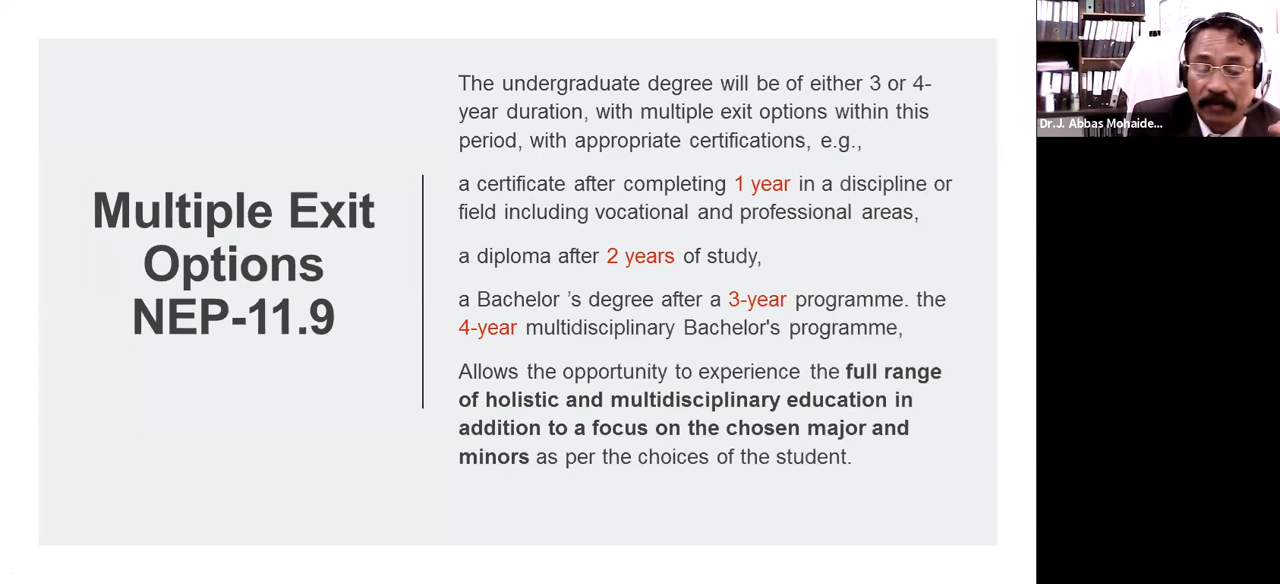 Multiple Exit
Options
NEP-11.9
The undergraduate degree will be of either 3 or 4-
year duration, with multiple exit options within this
period, with appropriate certifications, e.g.,
a certificate after completing 1 year in a discipline or
field including vocational and professional areas,
a diploma after 2 years of study,
a Bachelor 's degree after a 3-year programme. the
4-year multidisciplinary Bachelor's programme,
Allows the opportunity to experience the full range
of holistic and multidisciplinary education in
addition to a focus on the chosen major and
minors as per the choices of the student.
Dr.J. Abbas Mohaide...